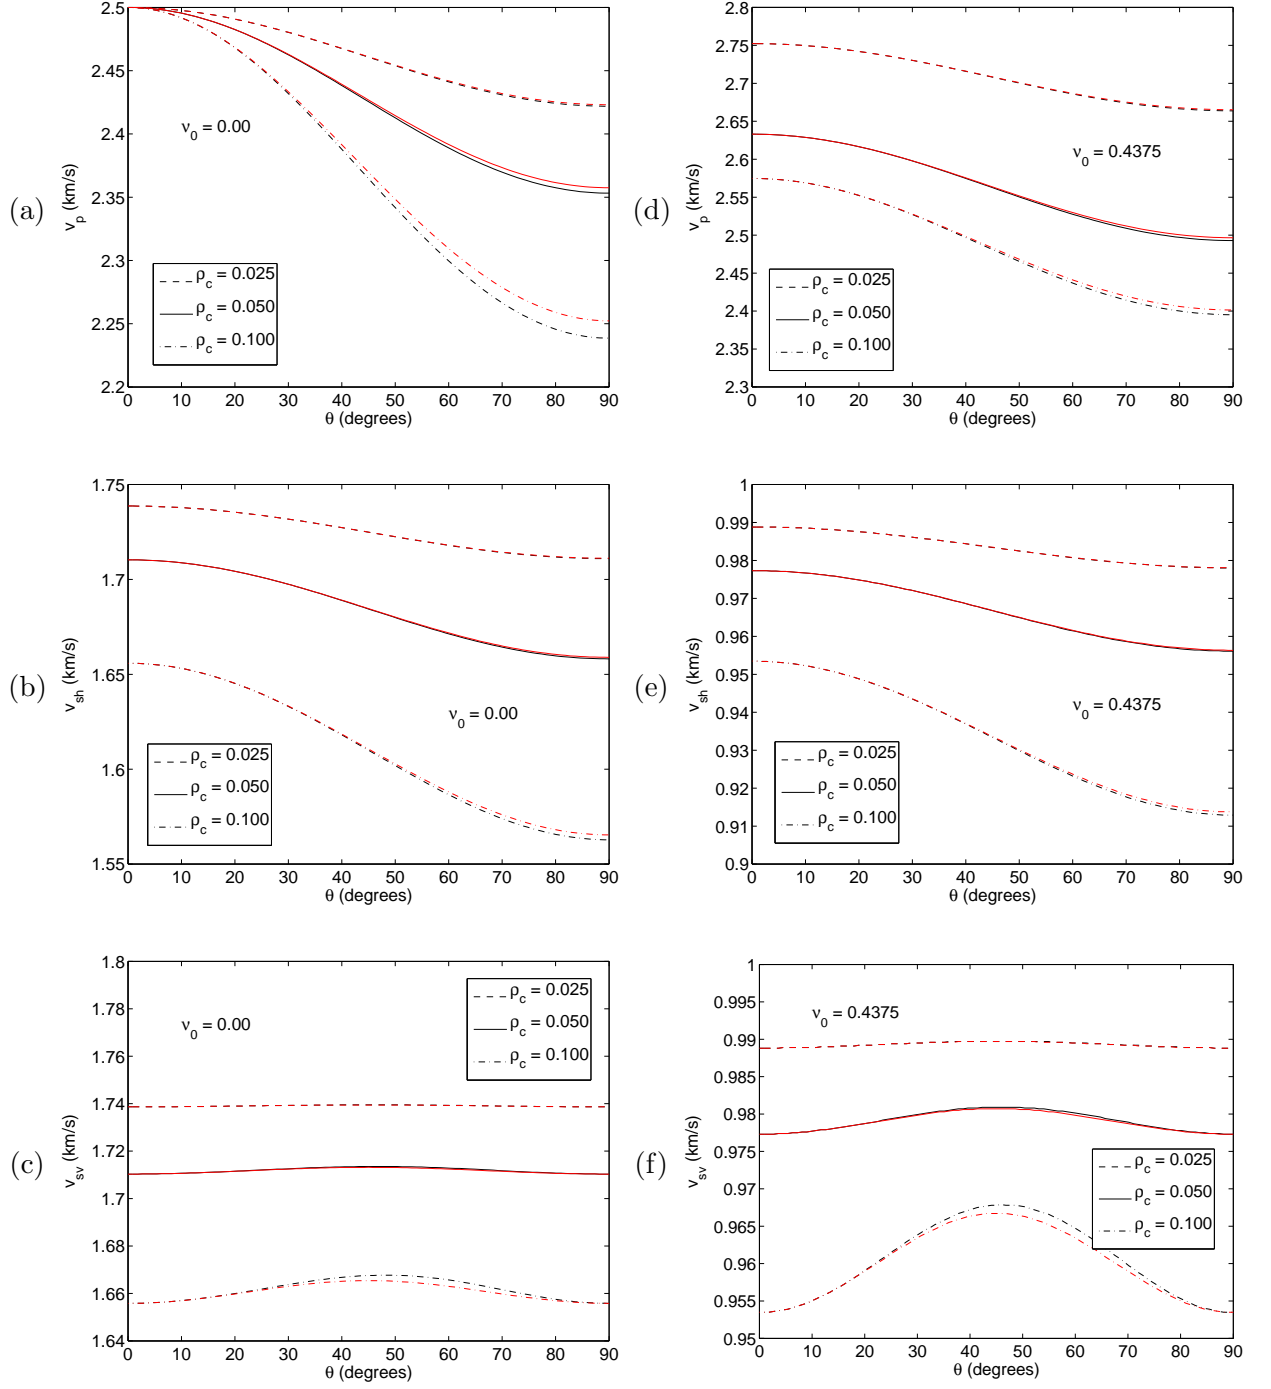 (a)
2.5
2.45
2.4
2.35
2.3
2.25
2.2
v_p (km/s)
ν_0 = 0.00
ρ_c = 0.025
ρ_c = 0.050
ρ_c = 0.100
0 10 20 30 40 50 60 70 80 90
θ (degrees)
(d)
2.8
2.75
2.7
2.65
2.6
2.55
2.5
2.45
2.4
2.35
2.3
v_p (km/s)
ν_0 = 0.4375
ρ_c = 0.025
ρ_c = 0.050
ρ_c = 0.100
0 10 20 30 40 50 60 70 80 90
θ (degrees)
(b)
1.75
1.7
1.65
1.6
1.55
v_sh (km/s)
ν_0 = 0.00
ρ_c = 0.025
ρ_c = 0.050
ρ_c = 0.100
0 10 20 30 40 50 60 70 80 90
θ (degrees)
(e)
1
0.99
0.98
0.97
0.96
0.95
0.94
0.93
0.92
0.91
0.9
v_sh (km/s)
ν_0 = 0.4375
ρ_c = 0.025
ρ_c = 0.050
ρ_c = 0.100
0 10 20 30 40 50 60 70 80 90
θ (degrees)
(c)
1.8
1.78
1.76
1.74
1.72
1.7
1.68
1.66
1.64
v_sv (km/s)
ν_0 = 0.00
ρ_c = 0.025
ρ_c = 0.050
ρ_c = 0.100
0 10 20 30 40 50 60 70 80 90
θ (degrees)
(f)
1
0.995
0.99
0.985
0.98
0.975
0.97
0.965
0.96
0.955
0.95
v_sv (km/s)
ν_0 = 0.4375
ρ_c = 0.025
ρ_c = 0.050
ρ_c = 0.100
0 10 20 30 40 50 60 70 80 90
θ (degrees)